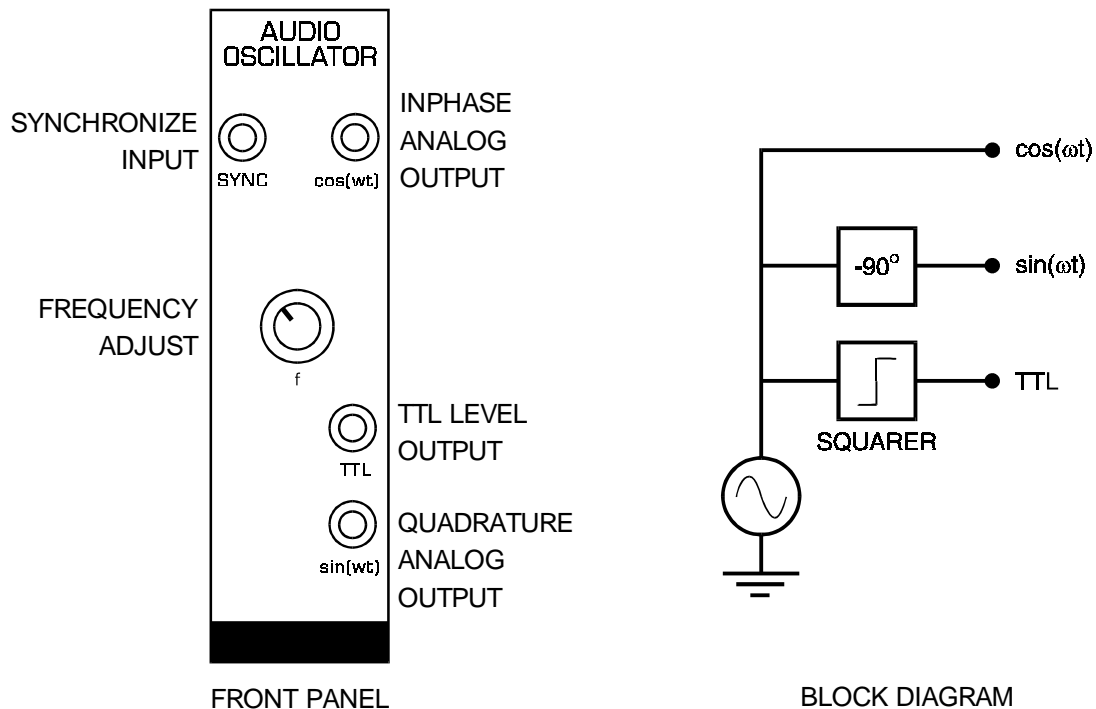 AUDIO
OSCILLATOR
SYNCHRONIZE
INPUT
SYNC
cos(wt)
INPHASE
ANALOG
OUTPUT
FREQUENCY
ADJUST
f
TTL
TTL LEVEL
OUTPUT
sin(wt)
QUADRATURE
ANALOG
OUTPUT
FRONT PANEL
cos(ωt)
-90°
sin(ωt)
TTL
SQUARER
BLOCK DIAGRAM